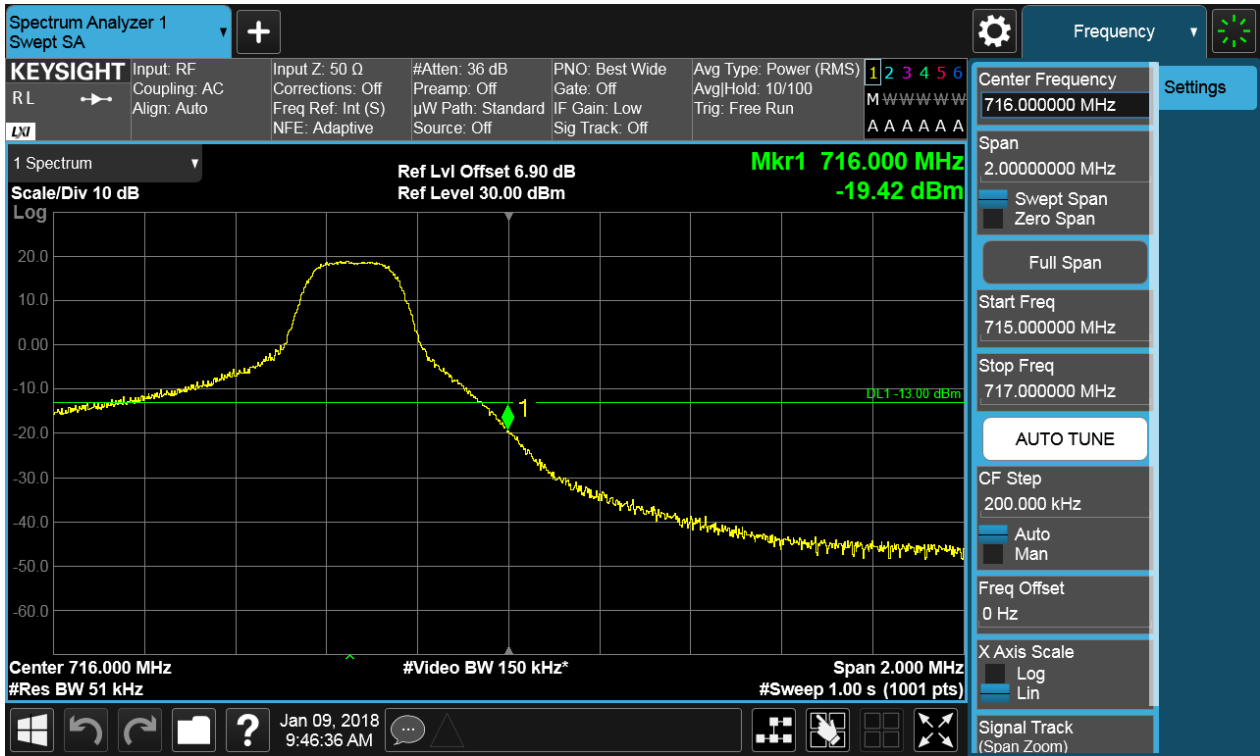 Spectrum Analyzer 1
Swept SA
+
Frequency
KEYSIGHT
RL
LXI
Input: RF
Coupling: AC
Align: Auto
Input Z: 50 Ω
Corrections: Off
Freq Ref: Int (S)
NFE: Adaptive
#Atten: 36 dB
Preamp: Off
µW Path: Standard
Source: Off
PNO: Best Wide
Gate: Off
IF Gain: Low
Sig Track: Off
Avg Type: Power (RMS)
Avg|Hold: 10/100
Trig: Free Run
1 2 3 4 5 6
M W W W W W
A A A A A A
1 Spectrum
Scale/Div 10 dB
Ref Lvl Offset 6.90 dB
Ref Level 30.00 dBm
Mkr1 716.000 MHz
-19.42 dBm
Log
20.0
10.0
0.00
-10.0
-20.0
-30.0
-40.0
-50.0
-60.0
DL1 -13.00 dBm
1
Center 716.000 MHz
#Video BW 150 kHz*
Span 2.000 MHz
#Res BW 51 kHz
#Sweep 1.00 s (1001 pts)
Center Frequency
716.000000 MHz
Settings
Span
2.00000000 MHz
Swept Span
Zero Span
Full Span
Start Freq
715.000000 MHz
Stop Freq
717.000000 MHz
AUTO TUNE
CF Step
200.000 kHz
Auto
Man
Freq Offset
0 Hz
X Axis Scale
Log
Lin
Signal Track
(Span Zoom)
?
Jan 09, 2018
9:46:36 AM